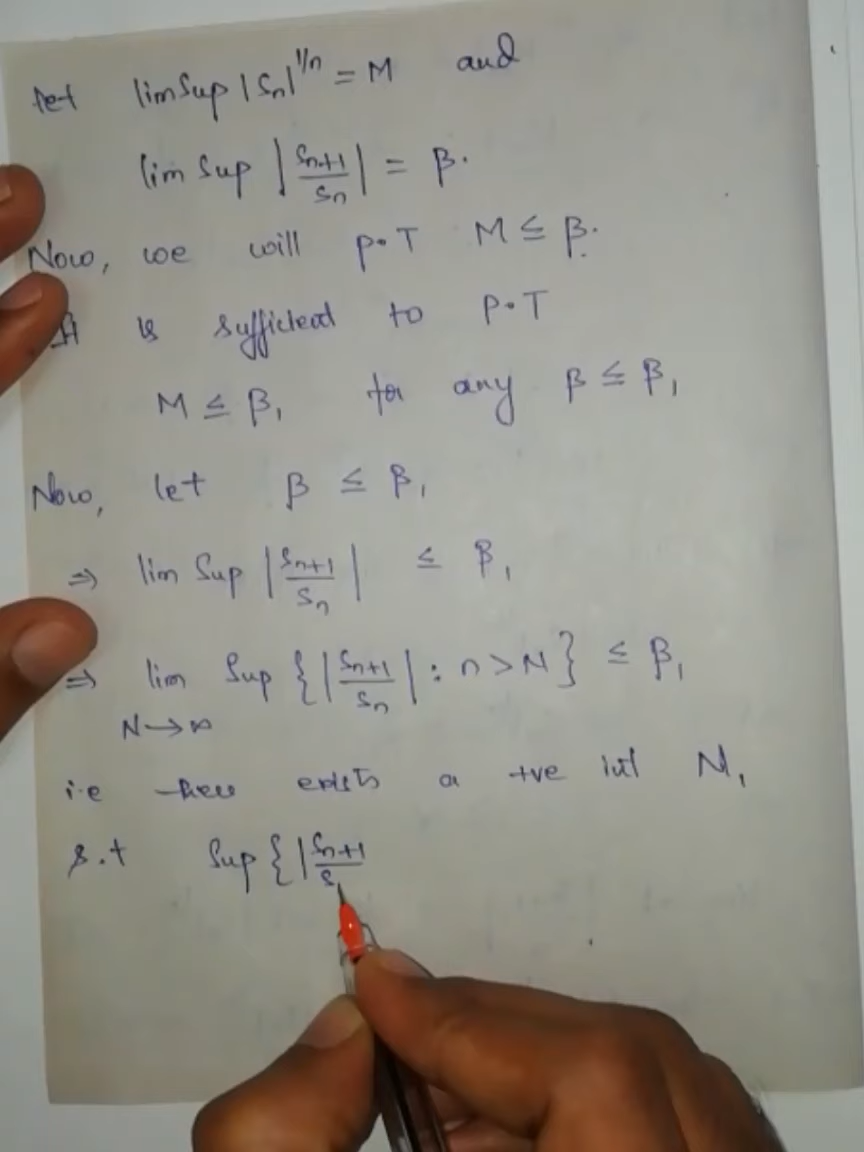 let lim Sup |Sn|^1/n = M and
lim Sup |Sn+1/Sn| = β.
Now, we will P.T M ≤ β.
It is sufficient to P.T
M ≤ β1 for any β ≤ β1
Now, let β ≤ β1
⇒ lim Sup |Sn+1/Sn| ≤ β1
⇒ lim Sup {|Sn+1/Sn| : n > N} ≤ β1
N→∞
i.e there exists a +ve int N1
s.t Sup {|Sn+1/S